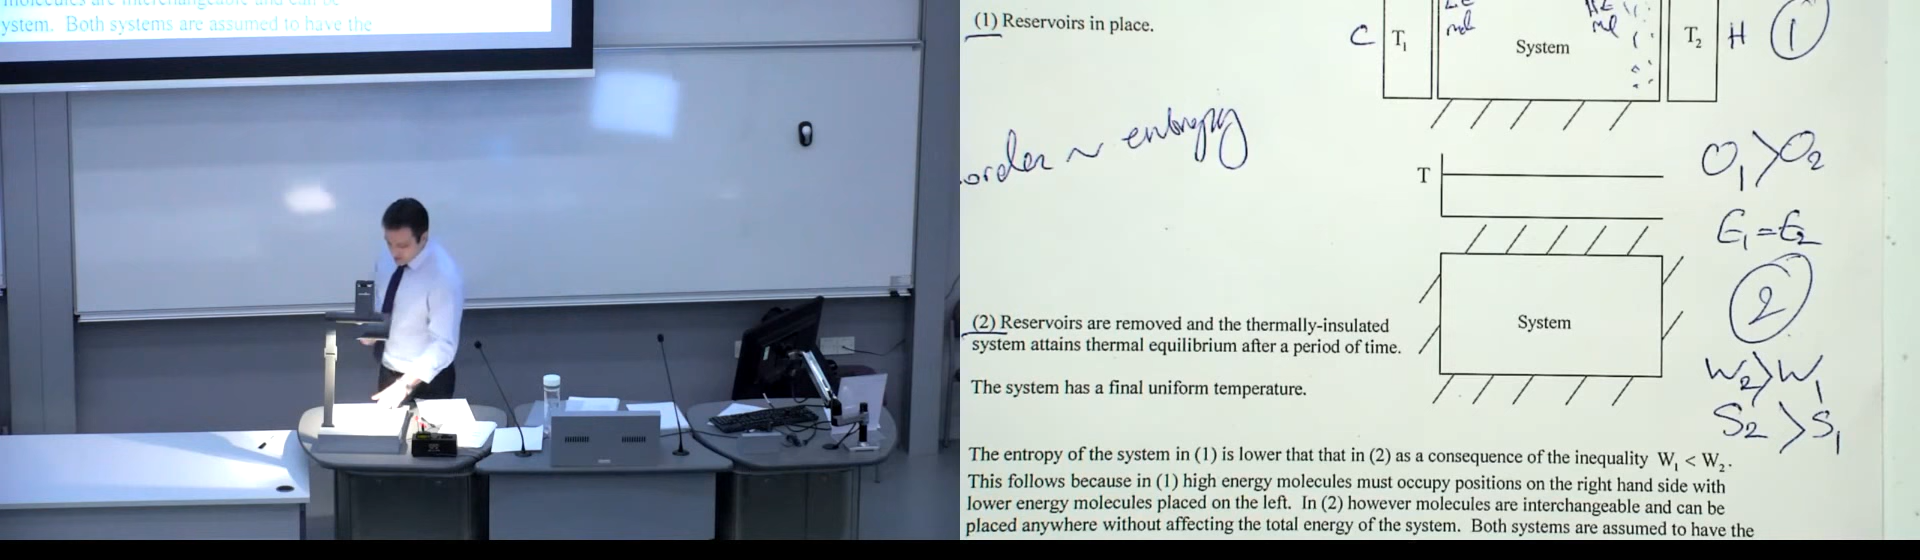 ystem. Both systems are assumed to have the
(1) Reservoirs in place.
C T₁ System T₂ H 1
order ~ entropy
O₁>O₂
T
E₁=E₂
2
(2) Reservoirs are removed and the thermally-insulated
system attains thermal equilibrium after a period of time.
System
The system has a final uniform temperature.
W₂>W₁
S₂>S₁
The entropy of the system in (1) is lower that that in (2) as a consequence of the inequality W₁ < W₂.
This follows because in (1) high energy molecules must occupy positions on the right hand side with
lower energy molecules placed on the left. In (2) however molecules are interchangeable and can be
placed anywhere without affecting the total energy of the system. Both systems are assumed to have the